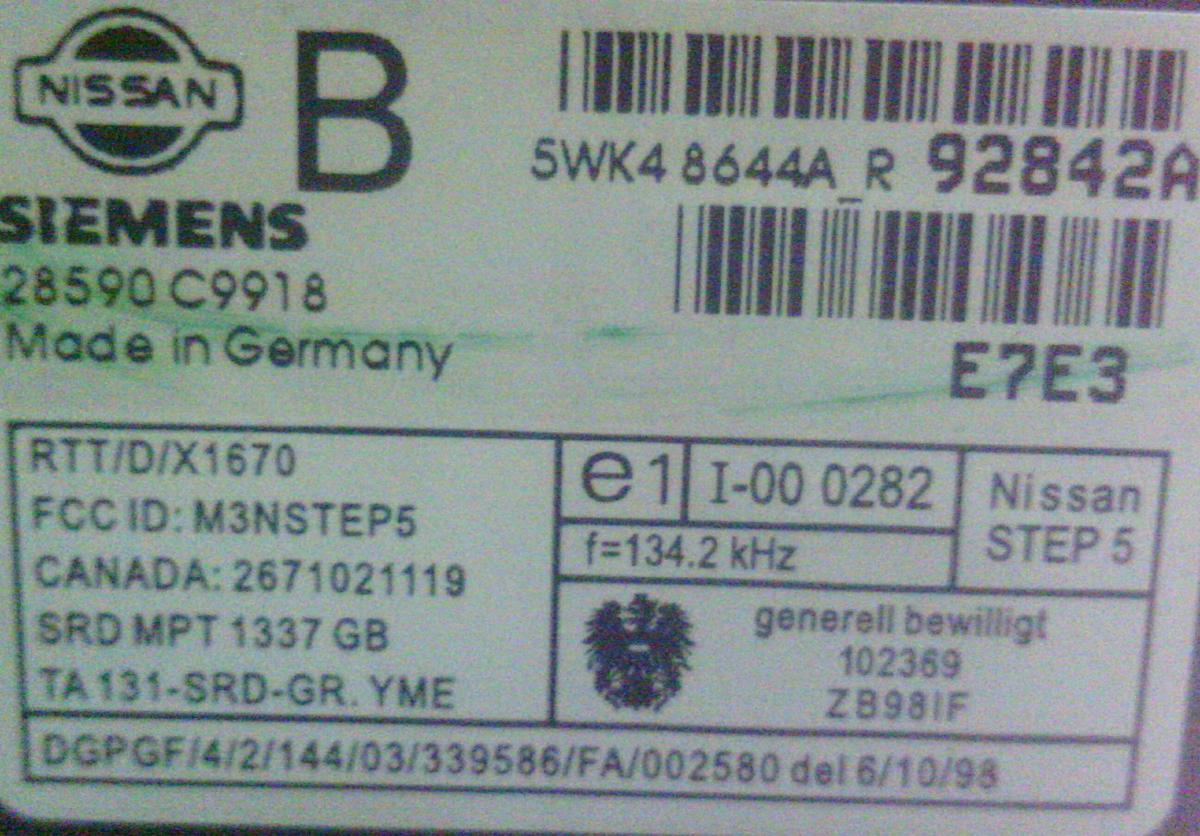 NISSAN
B
SIEMENS
28590 C9918
Made in Germany
5WK4 8644A_R 92842A
E7E3
RTT/D/X1670
FCC ID: M3NSTEP5
CANADA: 2671021119
SRD MPT 1337 GB
TA 131-SRD-GR. YME
e1
I-00 0282
f=134.2 kHz
Nissan
STEP 5
generell bewilligt
102369
ZB98IF
DGPGF/4/2/144/03/339586/FA/002580 del 6/10/98